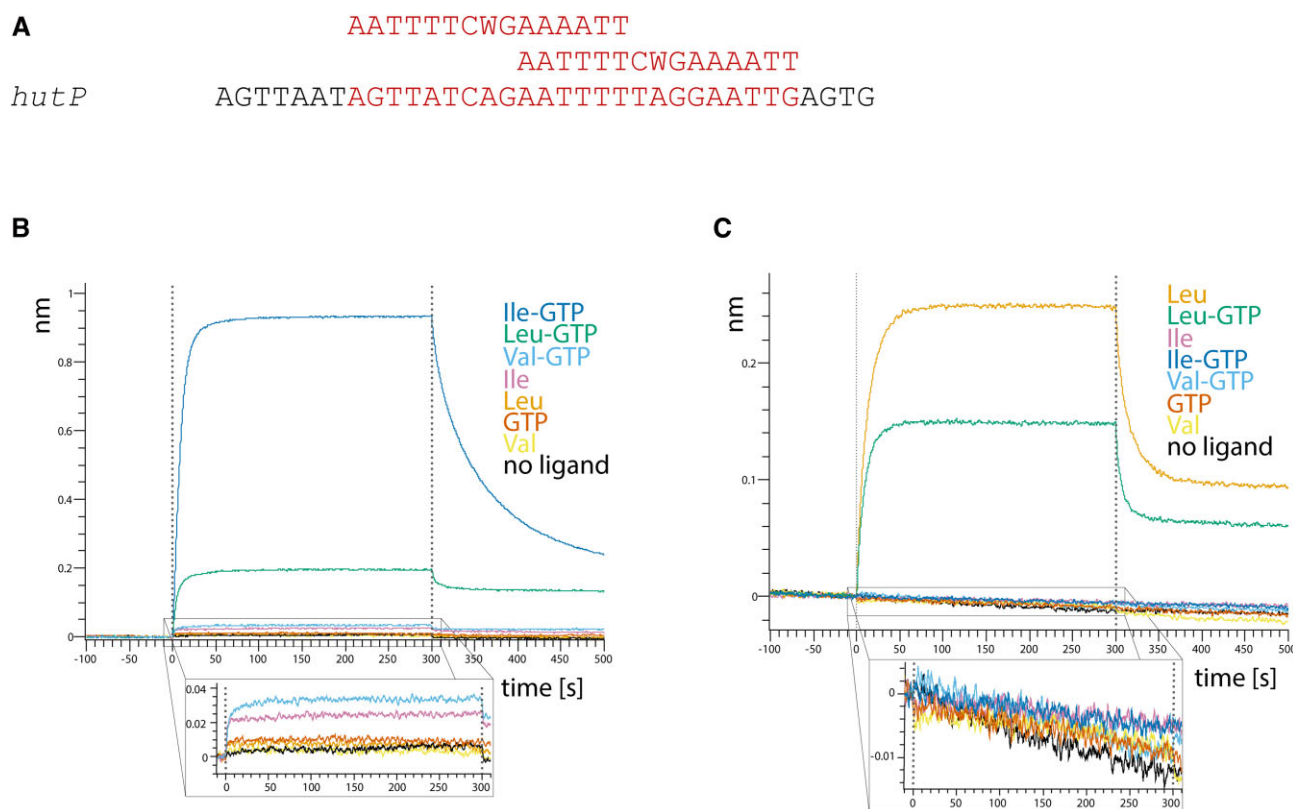 A
AATTTTCWGAAAATT
AATTTTCWGAAAATT
hutP AGTTAATAGTTATCAGAATTTTTAGGAATTGAGTG
B
nm
1
0.8
0.6
0.4
0.2
0
-100 -50 0 50 100 150 200 250 300 350 400 450 500
time [s]
Ile-GTP
Leu-GTP
Val-GTP
Ile
Leu
GTP
Val
no ligand
0.04
0.02
0
0 50 100 150 200 250 300
C
nm
0.2
0.1
0
-100 -50 0 50 100 150 200 250 300 350 400 450 500
time [s]
Leu
Leu-GTP
Ile
Ile-GTP
Val-GTP
GTP
Val
no ligand
0
-0.01
0 50 100 150 200 250 300